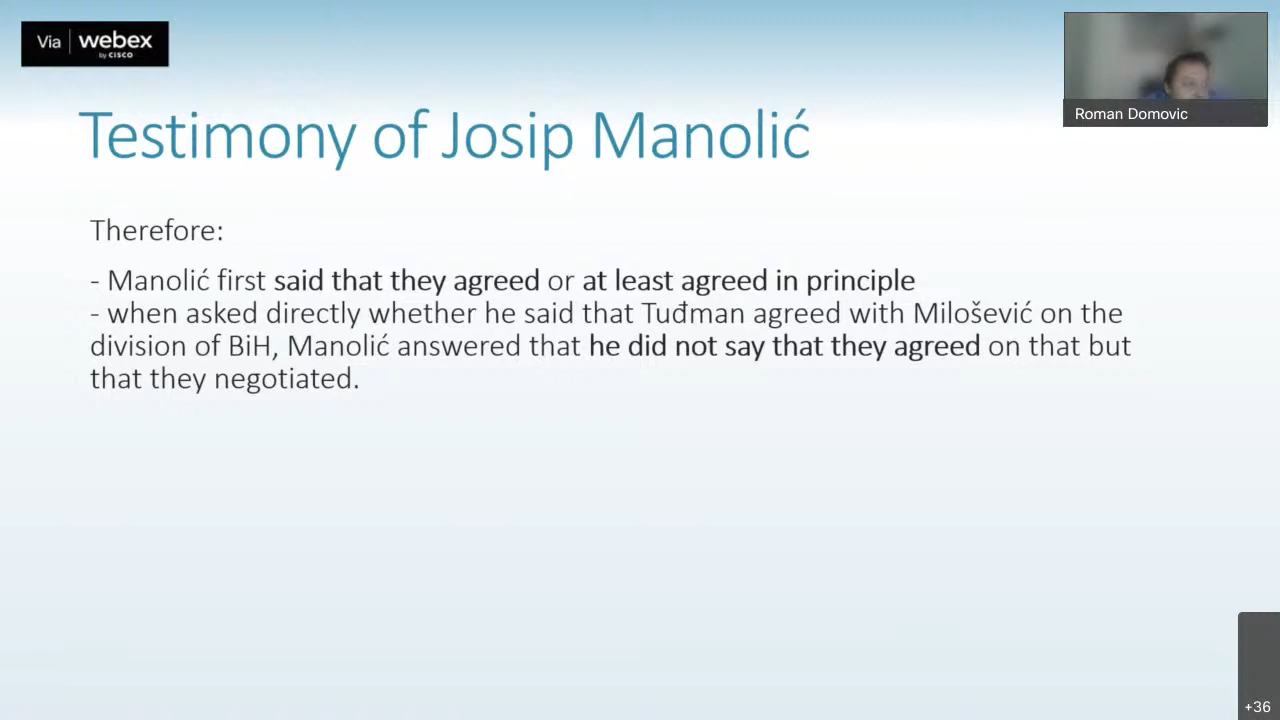 Via webex
by CISCO
Roman Domovic
Testimony of Josip Manolić
Therefore:
- Manolić first said that they agreed or at least agreed in principle
- when asked directly whether he said that Tuđman agreed with Milošević on the
division of BiH, Manolić answered that he did not say that they agreed on that but
that they negotiated.
+36